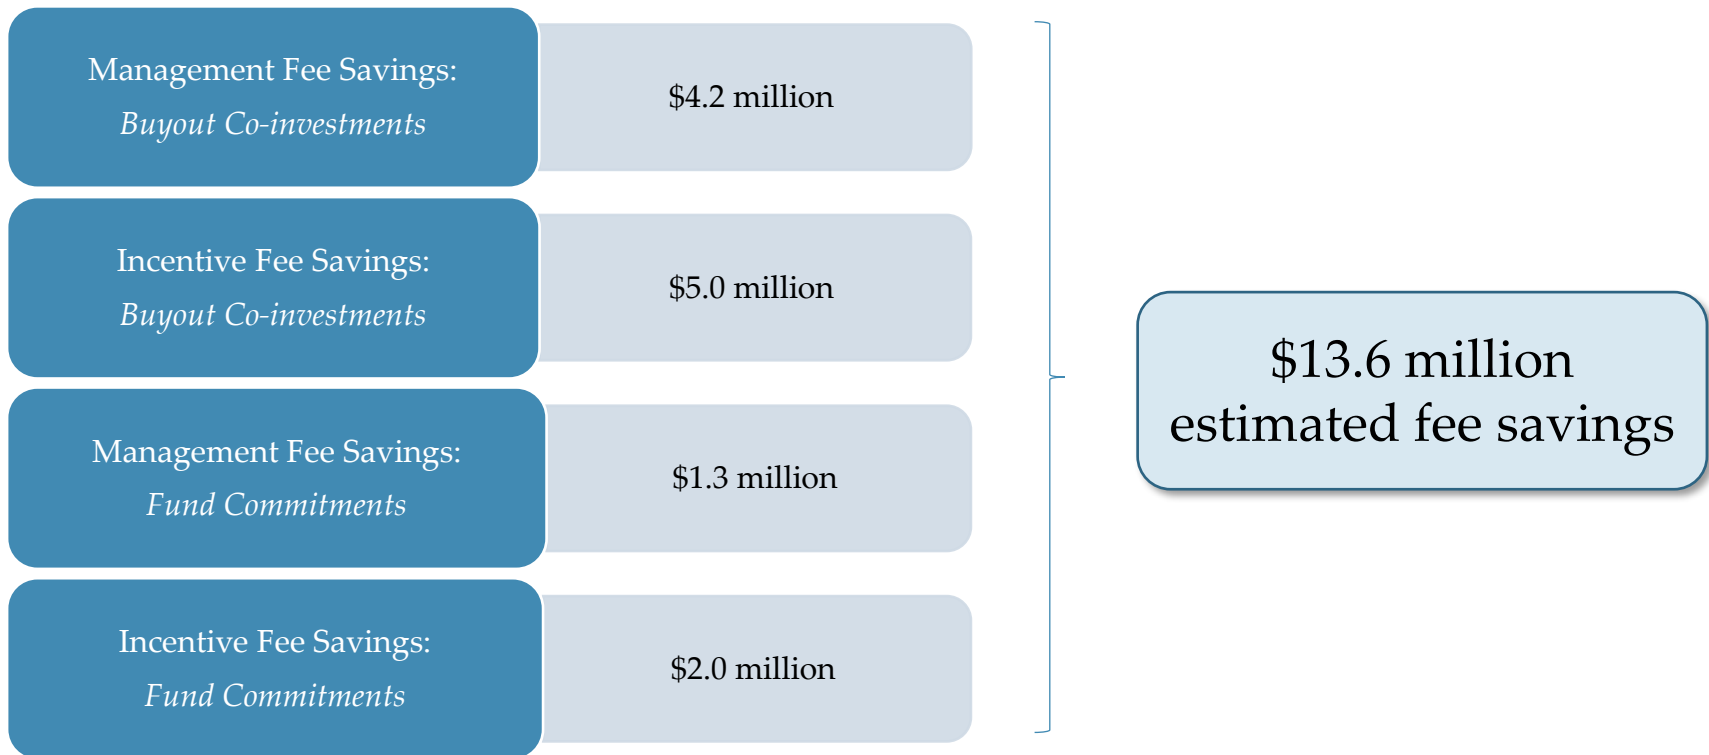 Management Fee Savings:
Buyout Co-investments
$4.2 million
Incentive Fee Savings:
Buyout Co-investments
$5.0 million
Management Fee Savings:
Fund Commitments
$1.3 million
Incentive Fee Savings:
Fund Commitments
$2.0 million
$13.6 million
estimated fee savings